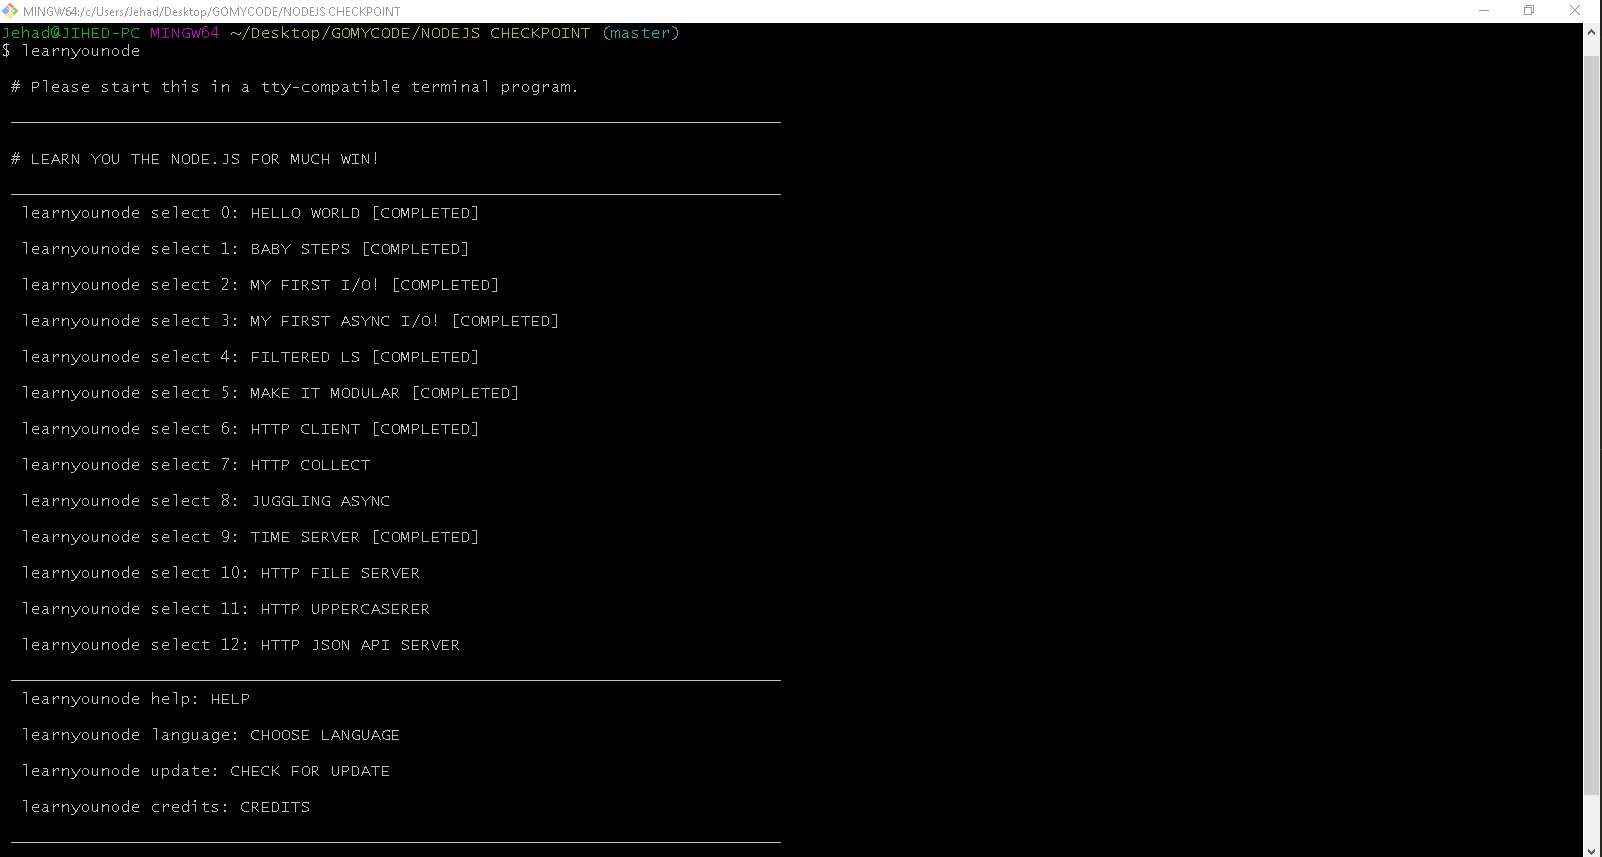 MINGW64:/c/Users/Jehad/Desktop/GOMYCODE/NODEJS CHECKPOINT
Jehad@JIHED-PC MINGW64 ~/Desktop/GOMYCODE/NODEJS CHECKPOINT (master)
$ learnyounode
# Please start this in a tty-compatible terminal program.
# LEARN YOU THE NODE.JS FOR MUCH WIN!
learnyounode select 0: HELLO WORLD [COMPLETED]
learnyounode select 1: BABY STEPS [COMPLETED]
learnyounode select 2: MY FIRST I/O! [COMPLETED]
learnyounode select 3: MY FIRST ASYNC I/O! [COMPLETED]
learnyounode select 4: FILTERED LS [COMPLETED]
learnyounode select 5: MAKE IT MODULAR [COMPLETED]
learnyounode select 6: HTTP CLIENT [COMPLETED]
learnyounode select 7: HTTP COLLECT
learnyounode select 8: JUGGLING ASYNC
learnyounode select 9: TIME SERVER [COMPLETED]
learnyounode select 10: HTTP FILE SERVER
learnyounode select 11: HTTP UPPERCASERER
learnyounode select 12: HTTP JSON API SERVER
learnyounode help: HELP
learnyounode language: CHOOSE LANGUAGE
learnyounode update: CHECK FOR UPDATE
learnyounode credits: CREDITS